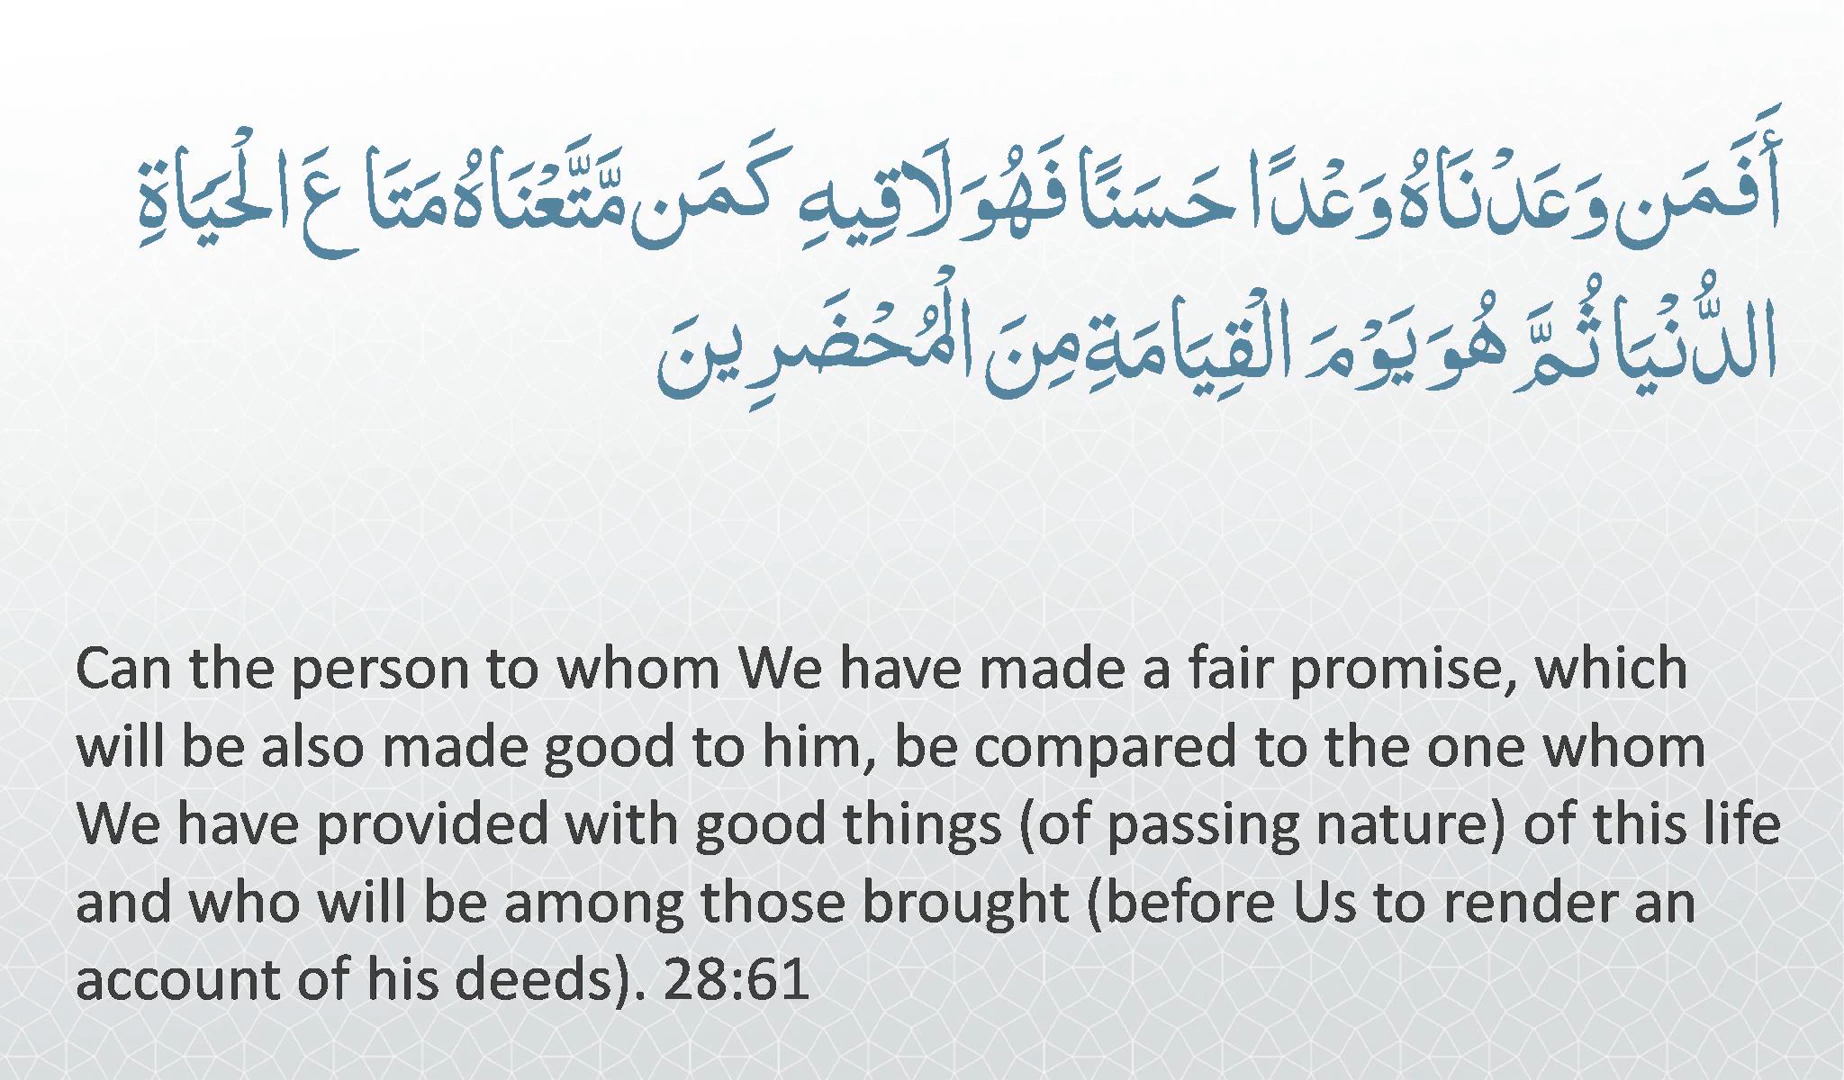 أَفَمَن وَعَدْنَاهُ وَعْدًا حَسَنًا فَهُوَ لَاقِيهِ كَمَن مَّتَّعْنَاهُ مَتَاعَ الْحَيَاةِ
الدُّنْيَا ثُمَّ هُوَ يَوْمَ الْقِيَامَةِ مِنَ الْمُحْضَرِينَ
Can the person to whom We have made a fair promise, which
will be also made good to him, be compared to the one whom
We have provided with good things (of passing nature) of this life
and who will be among those brought (before Us to render an
account of his deeds). 28:61